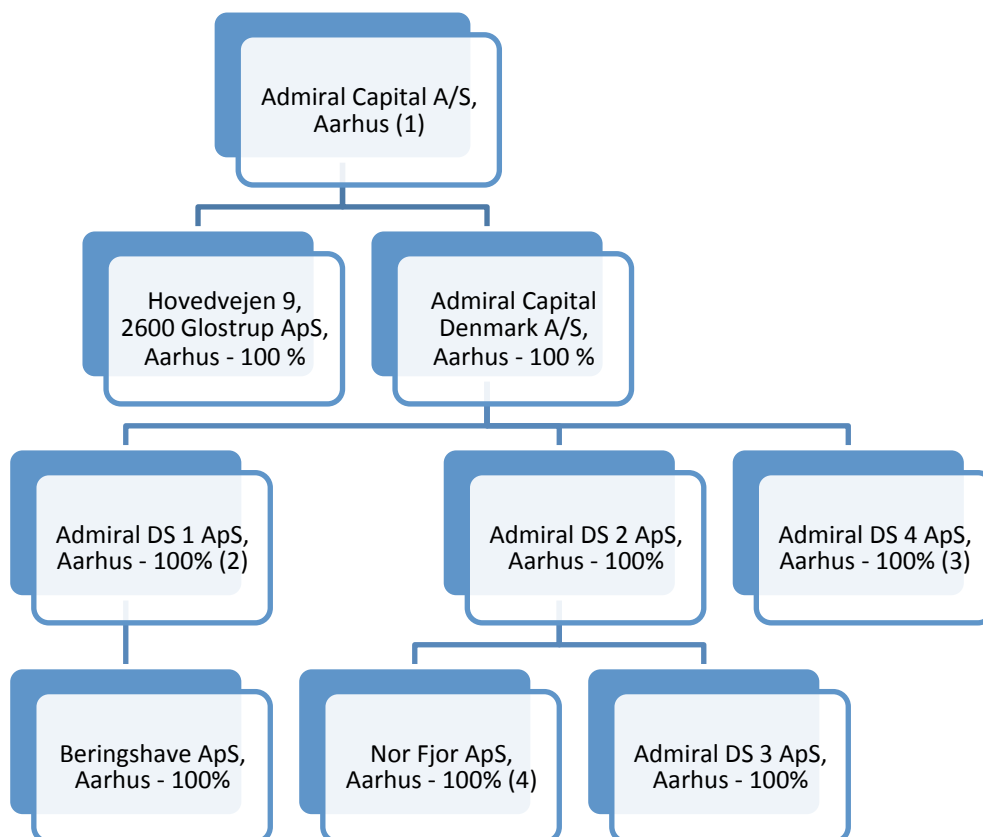 Admiral Capital A/S,
Aarhus (1)
Hovedvejen 9,
2600 Glostrup ApS,
Aarhus - 100 %
Admiral Capital
Denmark A/S,
Aarhus - 100 %
Admiral DS 1 ApS,
Aarhus - 100% (2)
Admiral DS 2 ApS,
Aarhus - 100%
Admiral DS 4 ApS,
Aarhus - 100% (3)
Beringshave ApS,
Aarhus - 100%
Nor Fjor ApS,
Aarhus - 100% (4)
Admiral DS 3 ApS,
Aarhus - 100%